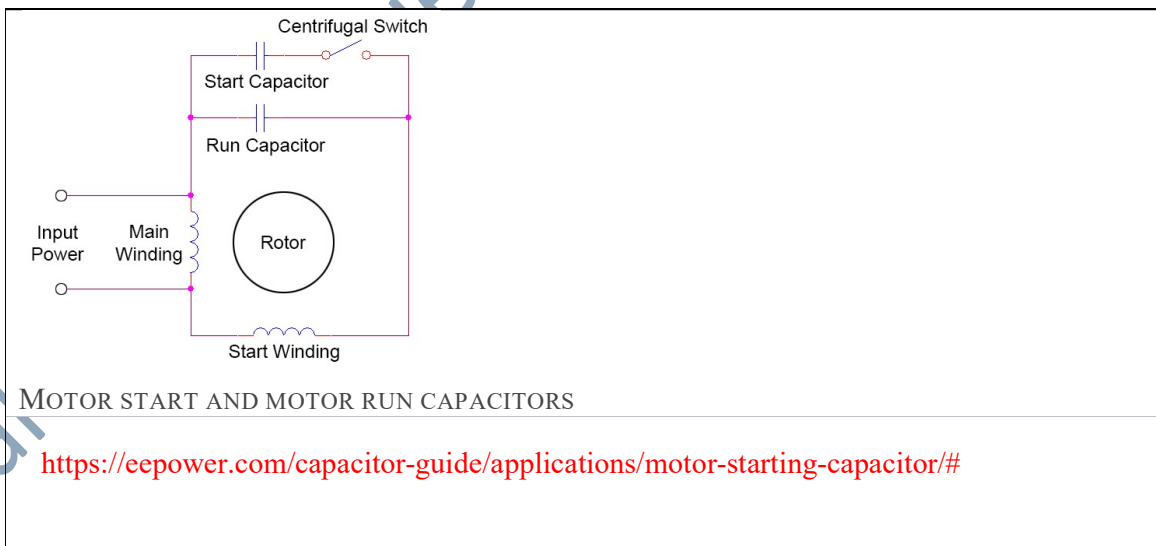 Centrifugal Switch
Start Capacitor
Run Capacitor
Input
Power
Main
Winding
Rotor
Start Winding
MOTOR START AND MOTOR RUN CAPACITORS
https://eepower.com/capacitor-guide/applications/motor-starting-capacitor/#